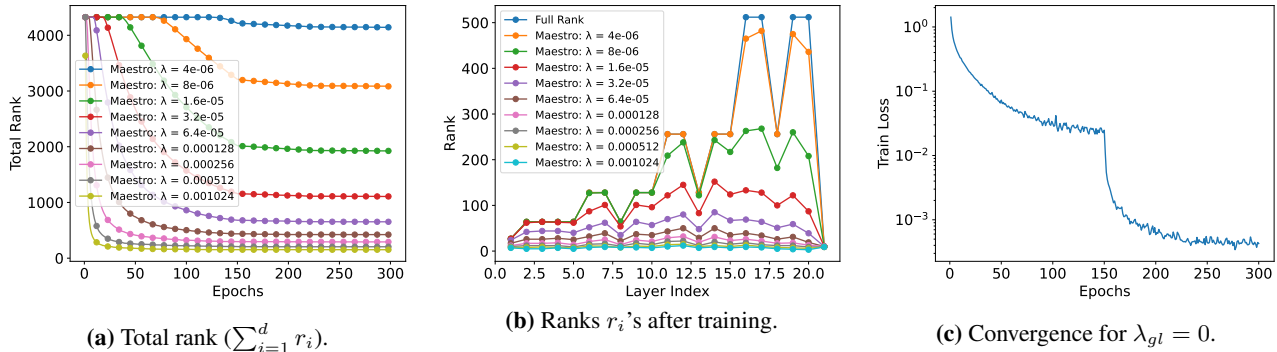 4000
3000
2000
1000
0
Total Rank
Maestro: λ = 4e-06
Maestro: λ = 8e-06
Maestro: λ = 1.6e-05
Maestro: λ = 3.2e-05
Maestro: λ = 6.4e-05
Maestro: λ = 0.000128
Maestro: λ = 0.000256
Maestro: λ = 0.000512
Maestro: λ = 0.001024
0 50 100 150 200 250 300
Epochs
(a) Total rank (∑ᵈᵢ₌₁ rᵢ).
500
400
300
200
100
0
Rank
Full Rank
Maestro: λ = 4e-06
Maestro: λ = 8e-06
Maestro: λ = 1.6e-05
Maestro: λ = 3.2e-05
Maestro: λ = 6.4e-05
Maestro: λ = 0.000128
Maestro: λ = 0.000256
Maestro: λ = 0.000512
Maestro: λ = 0.001024
0.0 2.5 5.0 7.5 10.0 12.5 15.0 17.5 20.0
Layer Index
(b) Ranks rᵢ's after training.
10⁰
10⁻¹
10⁻²
10⁻³
Train Loss
0 50 100 150 200 250 300
Epochs
(c) Convergence for λ_gl = 0.